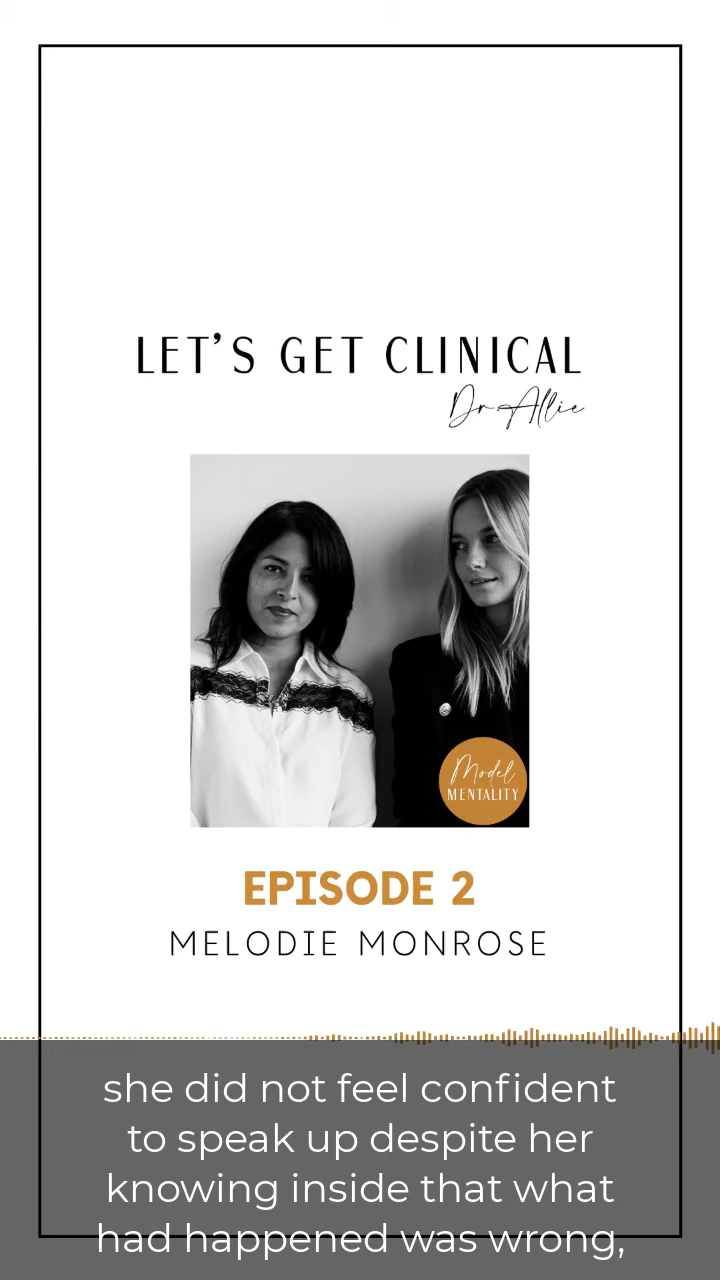 LET'S GET CLINICAL
Dr. Allie
Model
MENTALITY
EPISODE 2
MELODIE MONROSE
she did not feel confident
to speak up despite her
knowing inside that what
had happened was wrong,